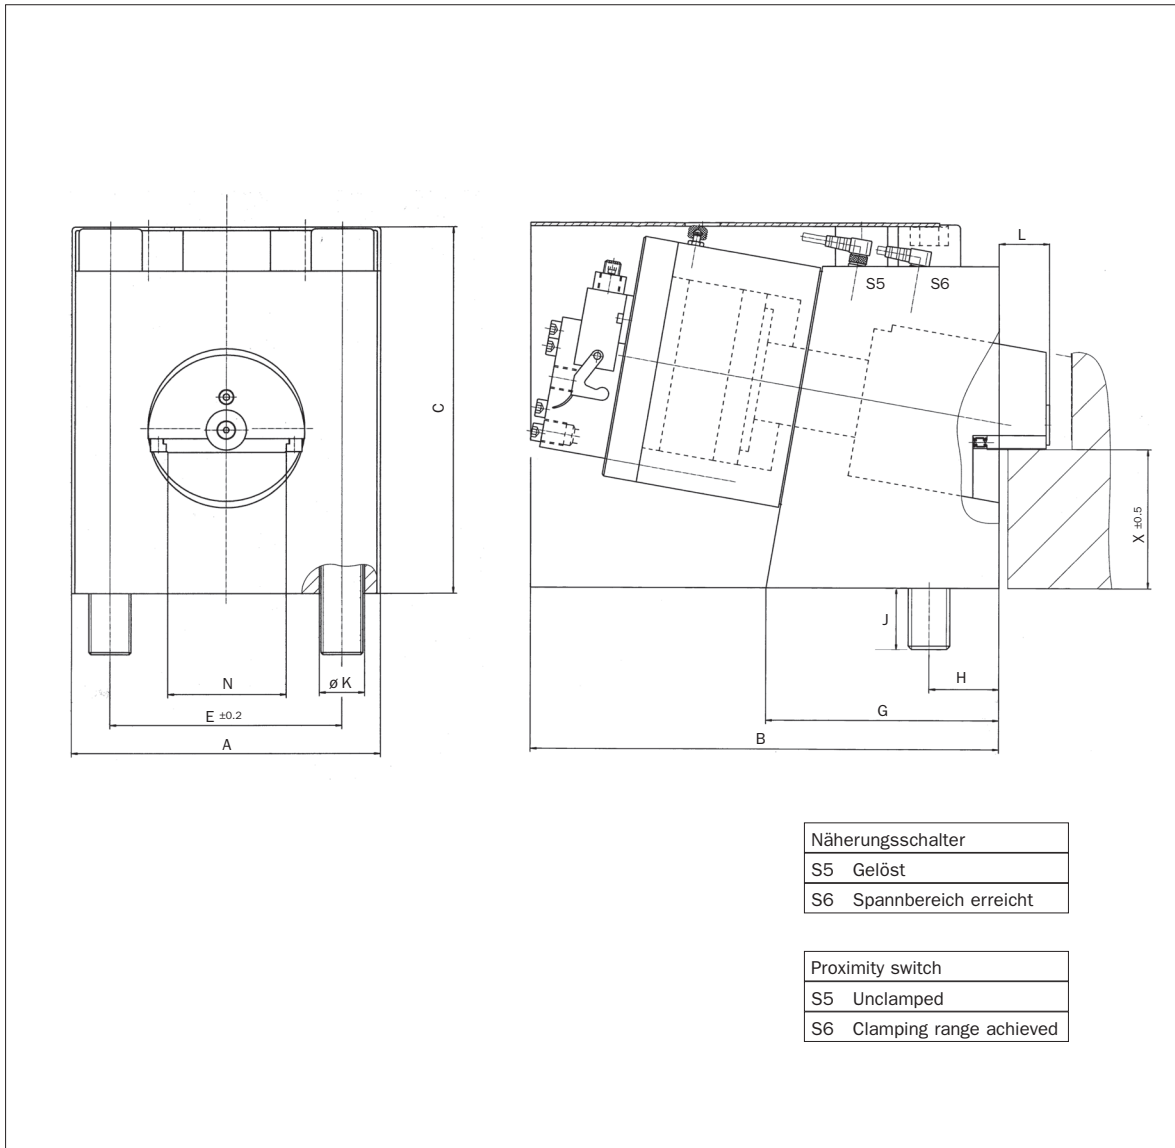 L
S5
S6
C
X ±0.5
J
H
N
ø K
E ±0.2
G
A
B
Näherungsschalter
S5 Gelöst
S6 Spannbereich erreicht
Proximity switch
S5 Unclamped
S6 Clamping range achieved